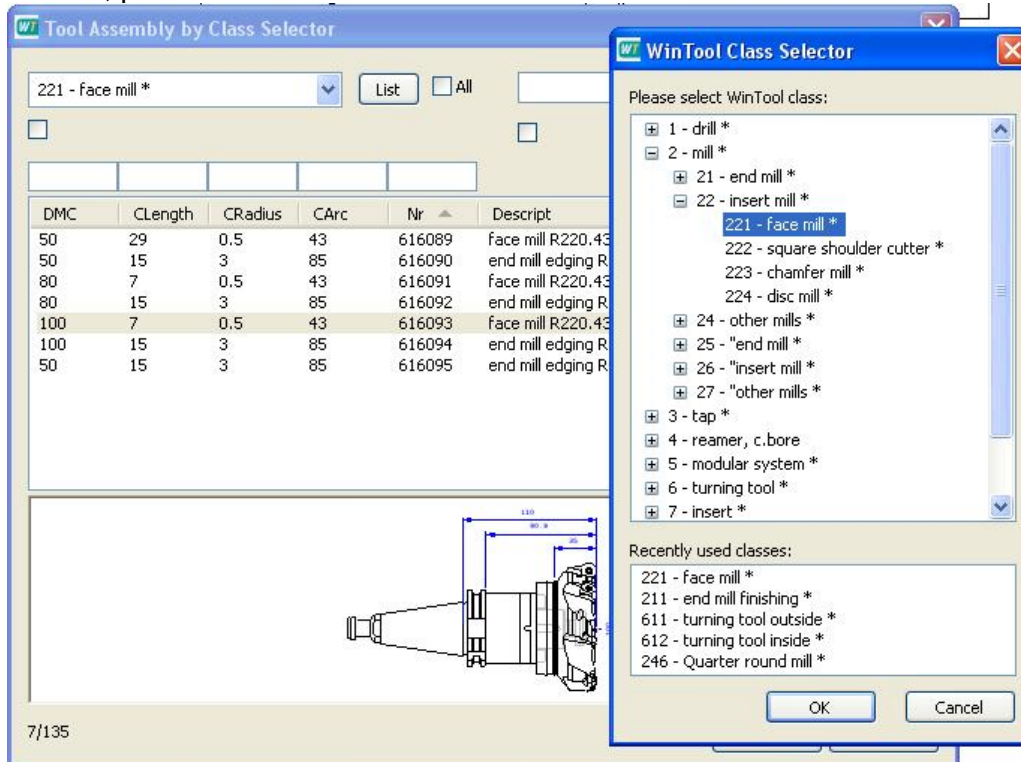 WT Tool Assembly by Class Selector
221 - face mill *
List
All
DMC CLength CRadius CArc Nr Descript
50 29 0.5 43 616089 face mill R220.43
50 15 3 85 616090 end mill edging R
80 7 0.5 43 616091 face mill R220.43
80 15 3 85 616092 end mill edging R
100 7 0.5 43 616093 face mill R220.43
100 15 3 85 616094 end mill edging R
50 15 3 85 616095 end mill edging R
110
80.8
35
7/135
WT WinTool Class Selector
Please select WinTool class:
1 - drill *
2 - mill *
21 - end mill *
22 - insert mill *
221 - face mill *
222 - square shoulder cutter *
223 - chamfer mill *
224 - disc mill *
24 - other mills *
25 - "end mill *
26 - "insert mill *
27 - "other mills *
3 - tap *
4 - reamer, c.bore
5 - modular system *
6 - turning tool *
7 - insert *
Recently used classes:
221 - face mill *
211 - end mill finishing *
611 - turning tool outside *
612 - turning tool inside *
246 - Quarter round mill *
OK Cancel